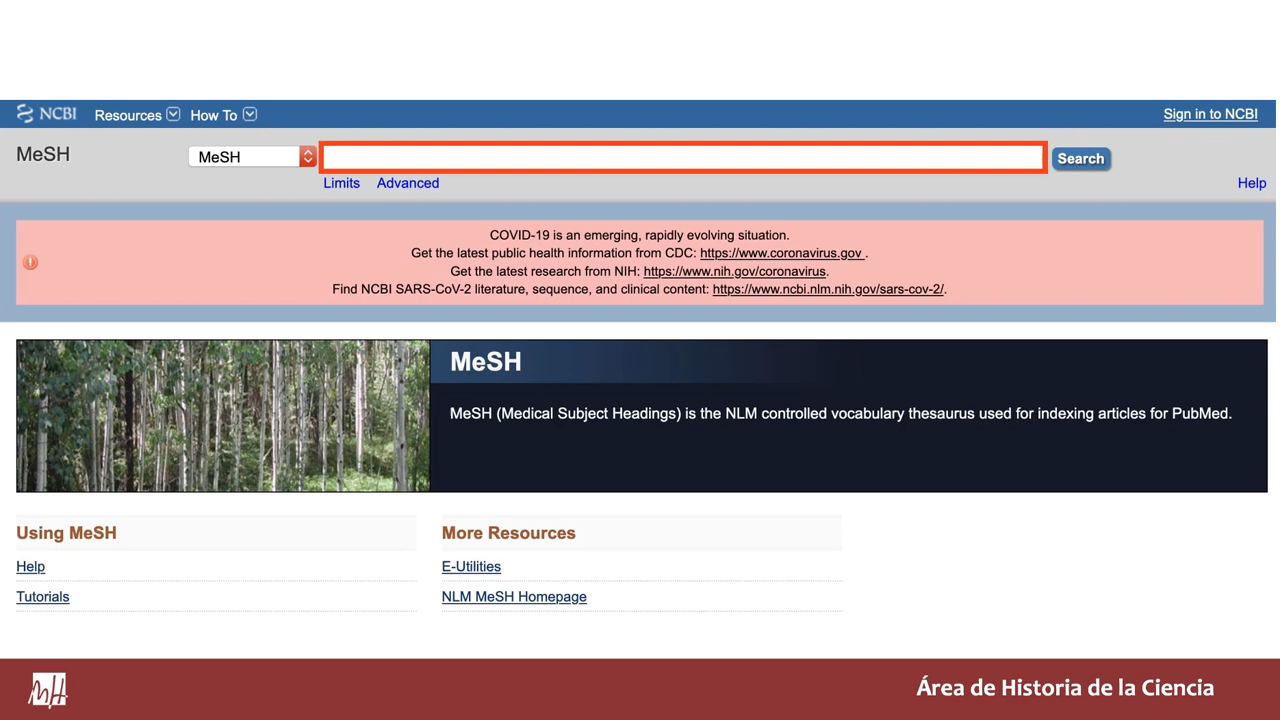 NCBI Resources How To Sign in to NCBI
MeSH MeSH Search
Limits Advanced Help
COVID-19 is an emerging, rapidly evolving situation.
Get the latest public health information from CDC: https://www.coronavirus.gov .
Get the latest research from NIH: https://www.nih.gov/coronavirus.
Find NCBI SARS-CoV-2 literature, sequence, and clinical content: https://www.ncbi.nlm.nih.gov/sars-cov-2/.
MeSH
MeSH (Medical Subject Headings) is the NLM controlled vocabulary thesaurus used for indexing articles for PubMed.
Using MeSH
Help
Tutorials
More Resources
E-Utilities
NLM MeSH Homepage
Área de Historia de la Ciencia